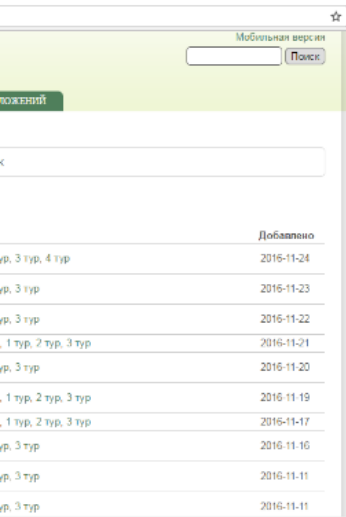 Мобильная версия
Поиск
ложений
к
Добавлено
ур, 3 тур, 4 тур 2016-11-24
ур, 3 тур 2016-11-23
ур, 3 тур 2016-11-22
, 1 тур, 2 тур, 3 тур 2016-11-21
ур, 3 тур 2016-11-20
, 1 тур, 2 тур, 3 тур 2016-11-19
, 1 тур, 2 тур, 3 тур 2016-11-17
ур, 3 тур 2016-11-16
ур, 3 тур 2016-11-11
ур, 3 тур 2016-11-11